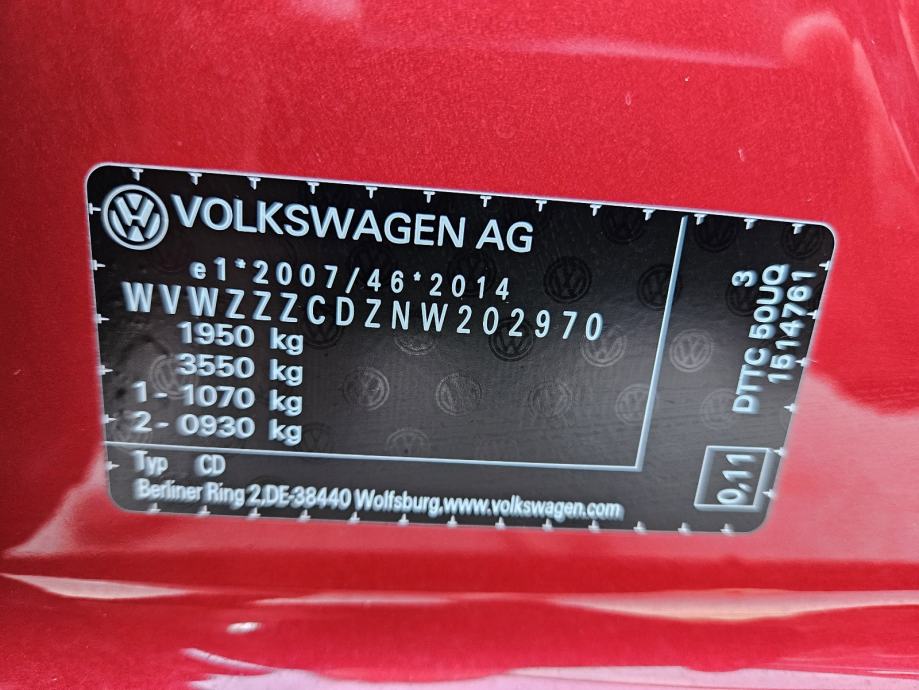 VOLKSWAGEN AG
e1*2007/46*2014
WVWZZZCDZNW202970
1950 kg
3550 kg
1 - 1070 kg
2 - 0930 kg
Typ CD
Berliner Ring 2,DE-38440 Wolfsburg,www.volkswagen.com
3
DTTC 50UQ
1514761
0,11